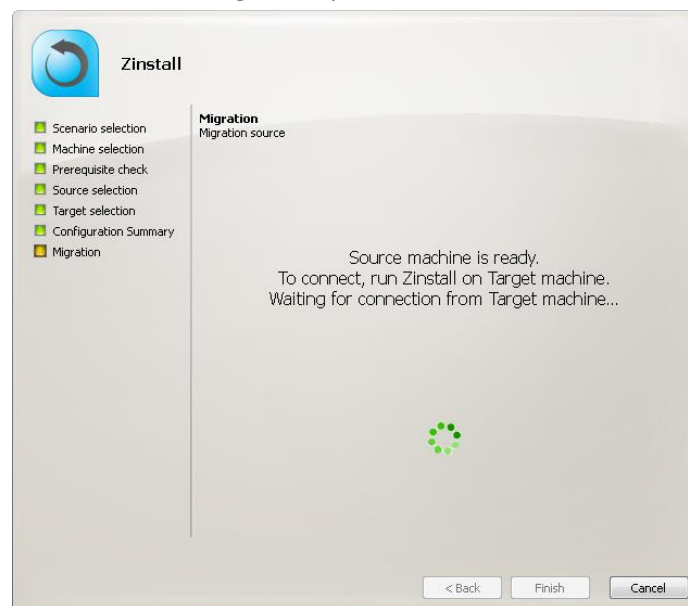 Zinstall
Scenario selection
Machine selection
Prerequisite check
Source selection
Target selection
Configuration Summary
Migration
Migration
Migration source
Source machine is ready.
To connect, run Zinstall on Target machine.
Waiting for connection from Target machine...
< Back
Finish
Cancel